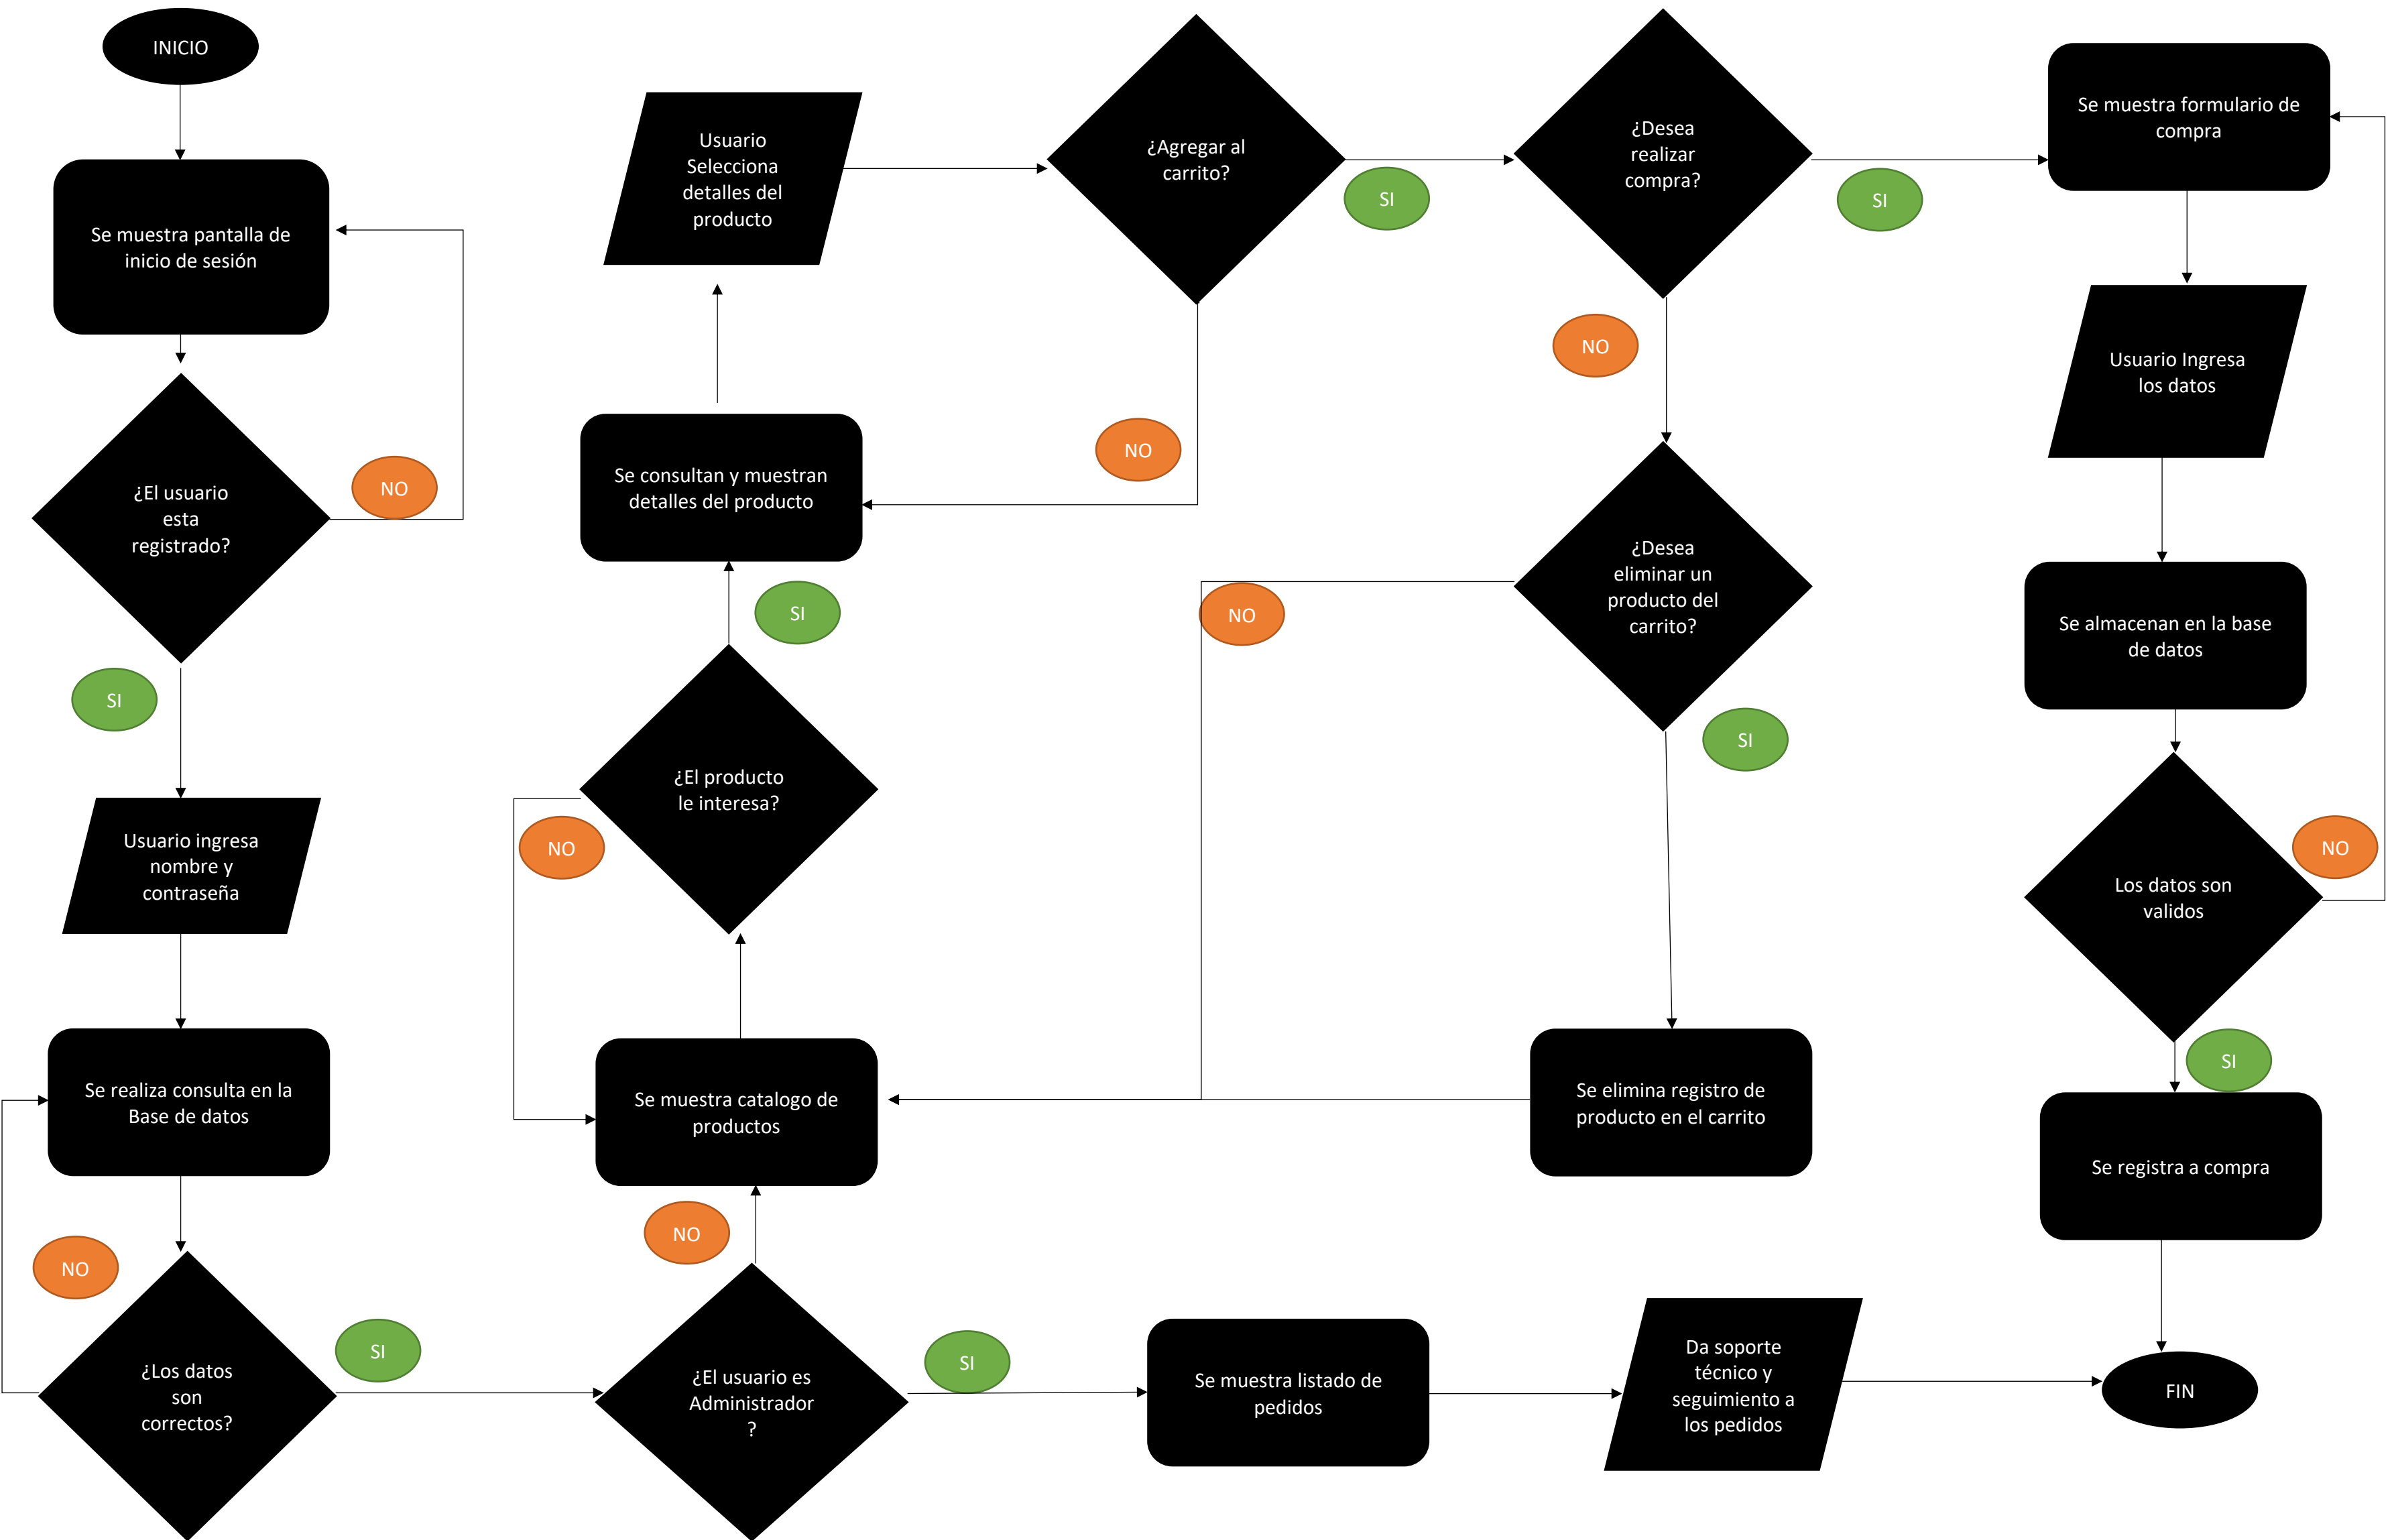 INICIO
Se muestra pantalla de
inicio de sesión
¿El usuario
esta
registrado?
NO
SI
Usuario ingresa
nombre y
contraseña
Se realiza consulta en la
Base de datos
NO
¿Los datos
son
correctos?
SI
¿El usuario es
Administrador
?
NO
SI
Se muestra catalogo de
productos
¿El producto
le interesa?
NO
SI
Se consultan y muestran
detalles del producto
Usuario
Selecciona
detalles del
producto
¿Agregar al
carrito?
NO
SI
¿Desea
realizar
compra?
NO
SI
¿Desea
eliminar un
producto del
carrito?
NO
SI
Se elimina registro de
producto en el carrito
Se muestra formulario de
compra
Usuario Ingresa
los datos
Se almacenan en la base
de datos
Los datos son
validos
NO
SI
Se registra a compra
Se muestra listado de
pedidos
Da soporte
técnico y
seguimiento a
los pedidos
FIN